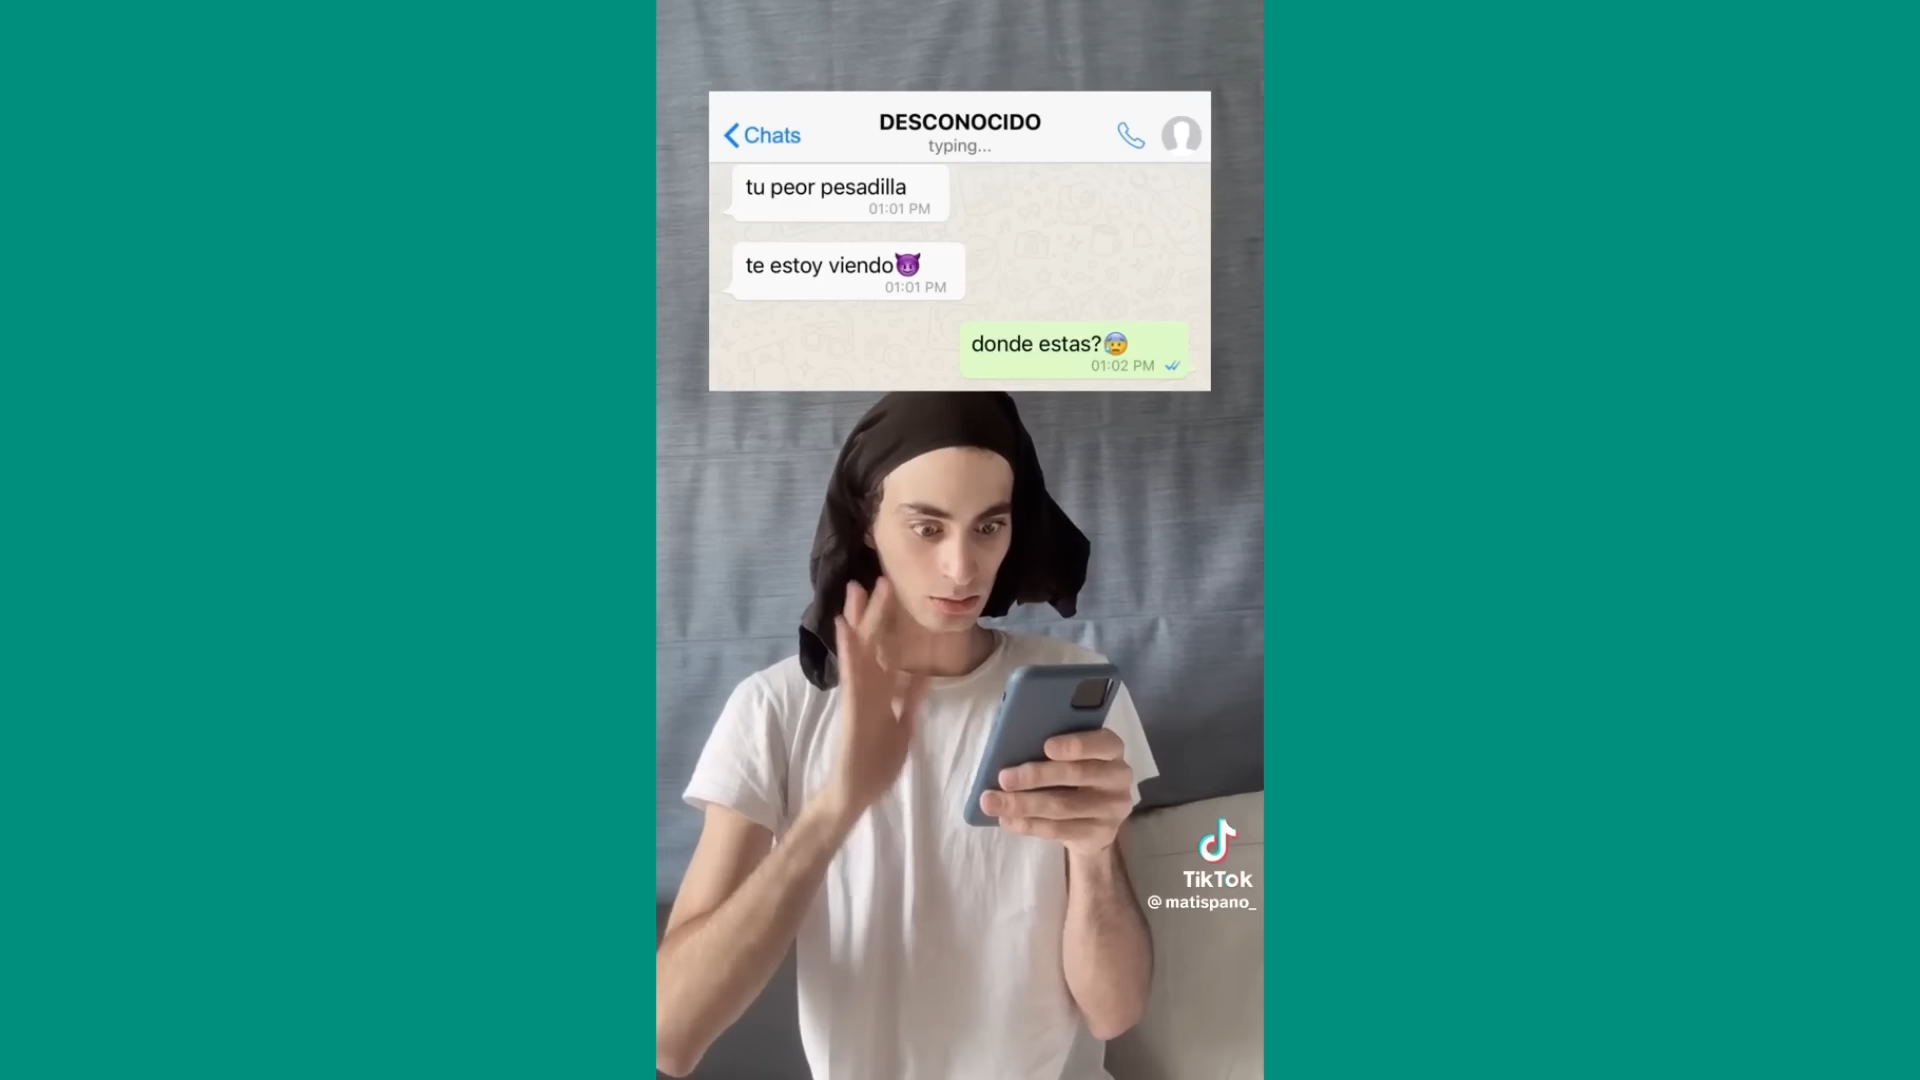 Chats
DESCONOCIDO
typing...
tu peor pesadilla
01:01 PM
te estoy viendo😈
01:01 PM
donde estas?😰
01:02 PM
TikTok
@matispano_